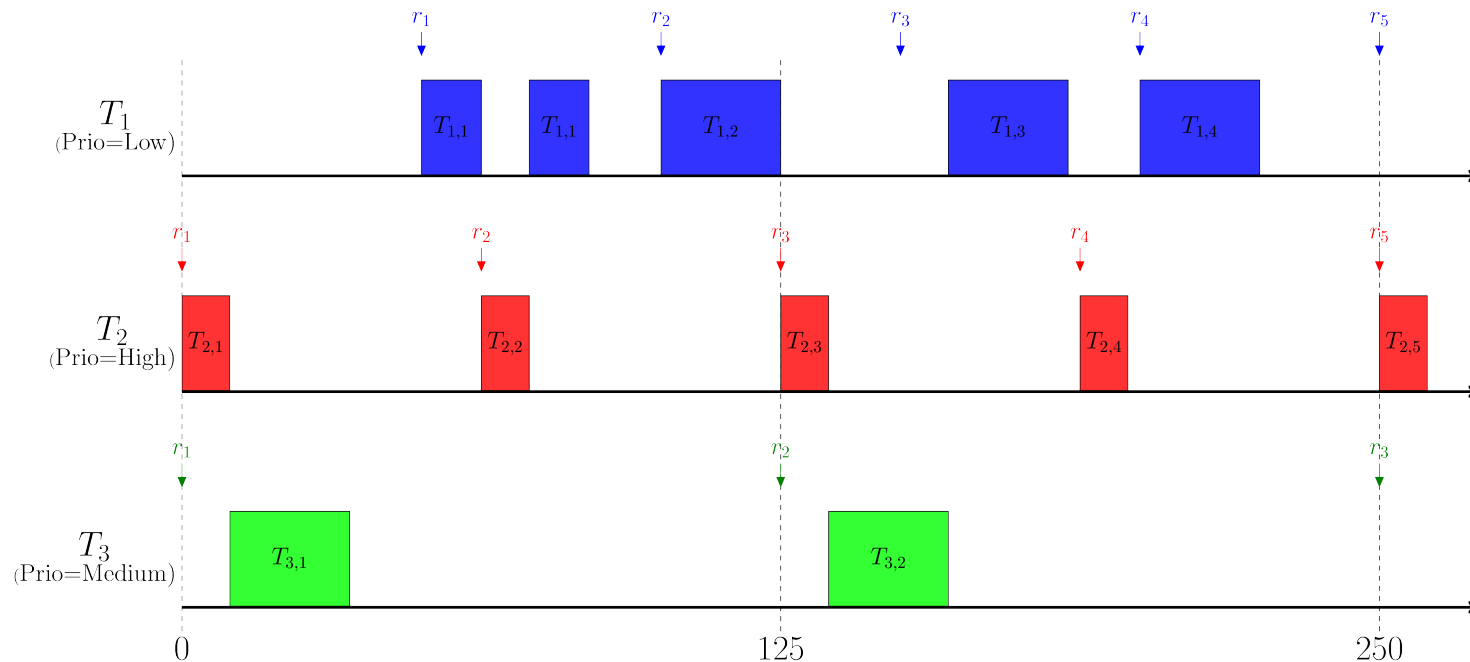 r1 r2 r3 r4 r5
T1
(Prio=Low)
T1,1 T1,1 T1,2 T1,3 T1,4
r1 r2 r3 r4 r5
T2
(Prio=High)
T2,1 T2,2 T2,3 T2,4 T2,5
r1 r2 r3
T3
(Prio=Medium)
T3,1 T3,2
0 125 250